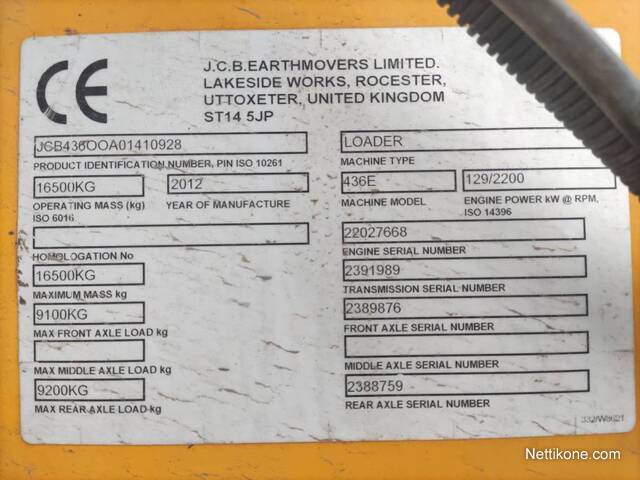 CE
J.C.B.EARTHMOVERS LIMITED.
LAKESIDE WORKS, ROCESTER,
UTTOXETER, UNITED KINGDOM
ST14 5JP
JCB436OOA01410928
PRODUCT IDENTIFICATION NUMBER, PIN ISO 10261
16500KG
OPERATING MASS (kg)
ISO 6016
2012
YEAR OF MANUFACTURE
HOMOLOGATION No
16500KG
MAXIMUM MASS kg
9100KG
MAX FRONT AXLE LOAD kg
MAX MIDDLE AXLE LOAD kg
9200KG
MAX REAR AXLE LOAD kg
LOADER
MACHINE TYPE
436E
MACHINE MODEL
129/2200
ENGINE POWER kW @ RPM,
ISO 14396
22027668
ENGINE SERIAL NUMBER
2391989
TRANSMISSION SERIAL NUMBER
2389876
FRONT AXLE SERIAL NUMBER
MIDDLE AXLE SERIAL NUMBER
2388759
REAR AXLE SERIAL NUMBER
Nettikone.com